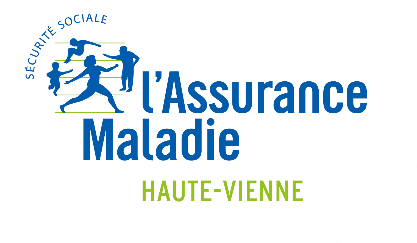 SÉCURITÉ SOCIALE
l'Assurance
Maladie
HAUTE-VIENNE